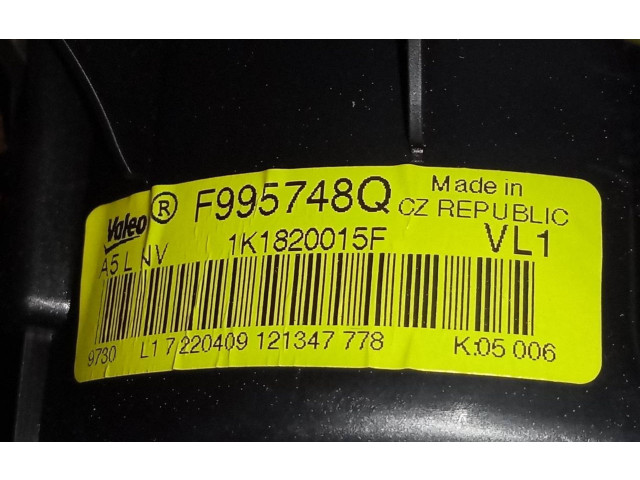 Valeo ® F995748Q Made in
CZ REPUBLIC
A5 L NV 1K1820015F VL1
9730 L1 7 220409 121347 778 K:05 006